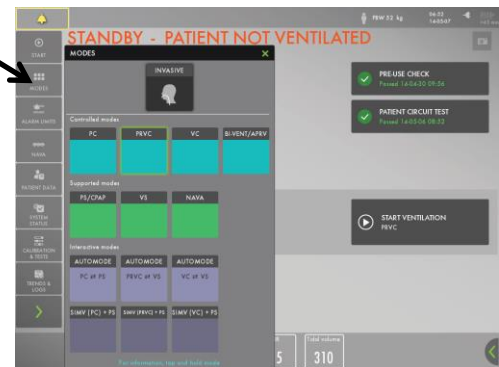 PBW 32 kg
STANDBY - PATIENT NOT VENTILATED
START
MODES
ALARM LIMITS
NAVA
PATIENT DATA
SYSTEM
STATUS
CALIBRATION
& TESTS
TRENDS &
LOGS
MODES
INVASIVE
Controlled modes
PC
PRVC
VC
BI-VENT/APRV
Supported modes
PS/CPAP
VS
NAVA
Interactive modes
AUTOMODE
AUTOMODE
AUTOMODE
PC ⇄ PS
PRVC ⇄ VS
VC ⇄ VS
SIMV (PC) + PS
SIMV (PRVC) + PS
SIMV (VC) + PS
For information, tap and hold mode
PRE-USE CHECK
PATIENT CIRCUIT TEST
START VENTILATION
PRVC
5
Tidal volume
310